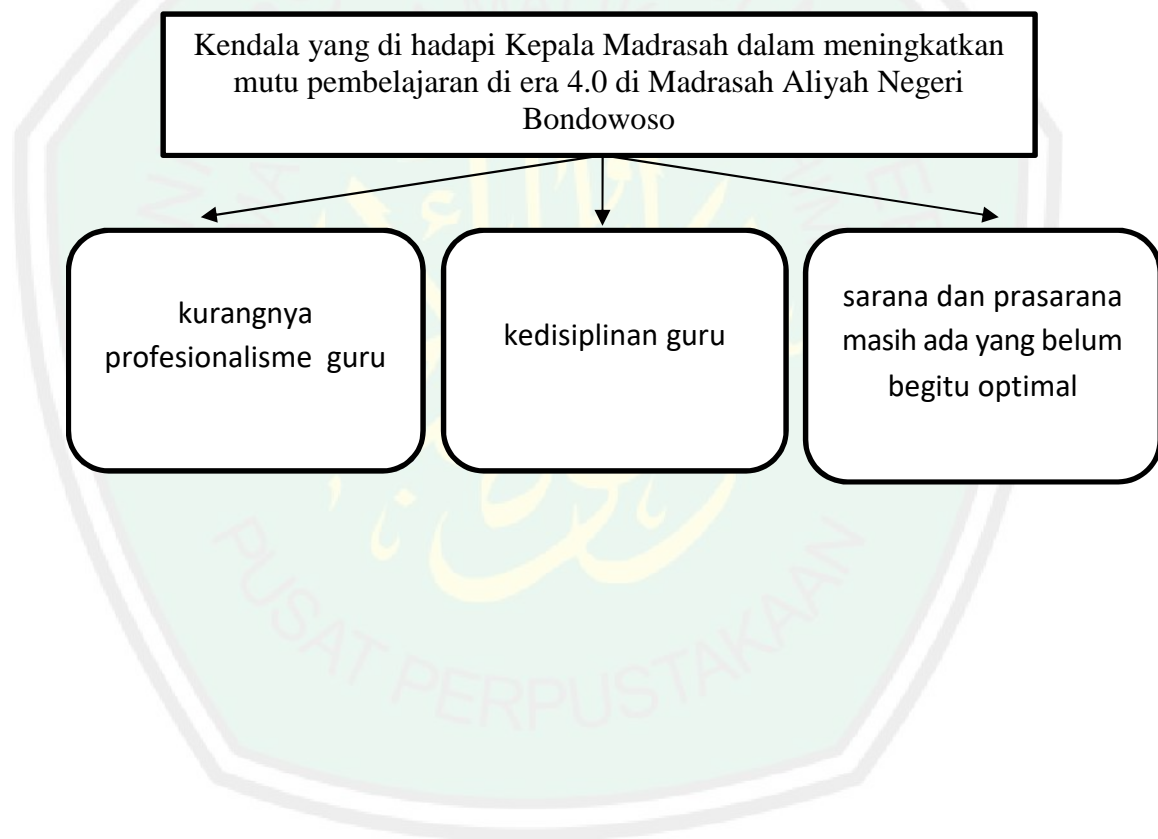 Kendala yang di hadapi Kepala Madrasah dalam meningkatkan
mutu pembelajaran di era 4.0 di Madrasah Aliyah Negeri
Bondowoso
kurangnya
profesionalisme guru
kedisiplinan guru
sarana dan prasarana
masih ada yang belum
begitu optimal
PUSAT PERPUSTAKAAN